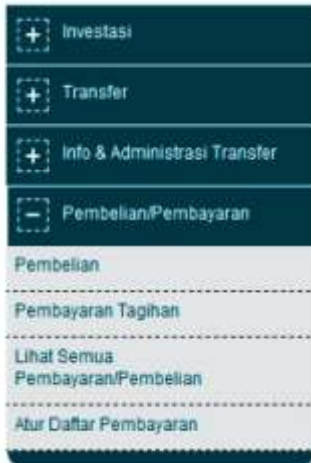 Investasi
Transfer
Info & Administrasi Transfer
Pembelian/Pembayaran
Pembelian
Pembayaran Tagihan
Lihat Semua
Pembayaran/Pembelian
Atur Daftar Pembayaran